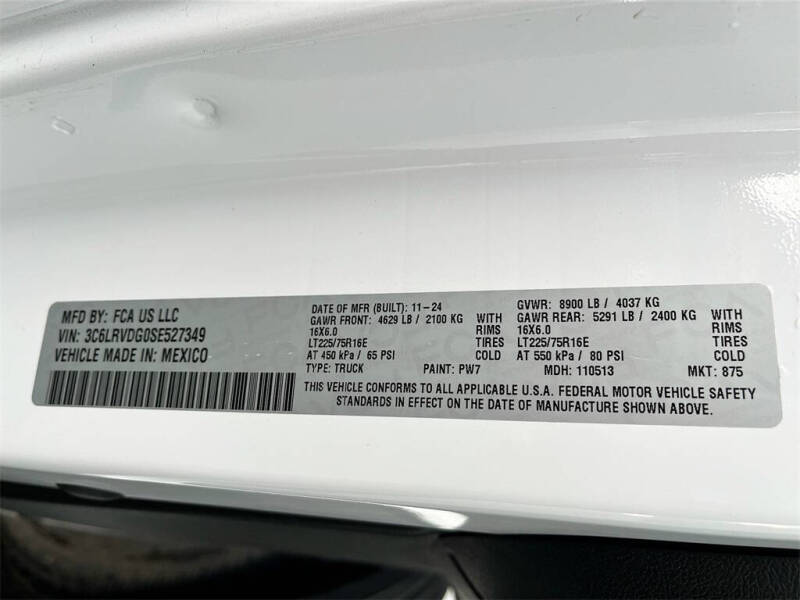 MFD BY: FCA US LLC
VIN: 3C6LRVDG0SE527349
VEHICLE MADE IN: MEXICO
DATE OF MFR (BUILT): 11-24
GAWR FRONT: 4629 LB / 2100 KG WITH
16X6.0 RIMS
LT225/75R16E TIRES
AT 450 kPa / 65 PSI COLD
TYPE: TRUCK PAINT: PW7
GVWR: 8900 LB / 4037 KG
GAWR REAR: 5291 LB / 2400 KG WITH
16X6.0 RIMS
LT225/75R16E TIRES
AT 550 kPa / 80 PSI COLD
MDH: 110513 MKT: 875
THIS VEHICLE CONFORMS TO ALL APPLICABLE U.S.A. FEDERAL MOTOR VEHICLE SAFETY
STANDARDS IN EFFECT ON THE DATE OF MANUFACTURE SHOWN ABOVE.